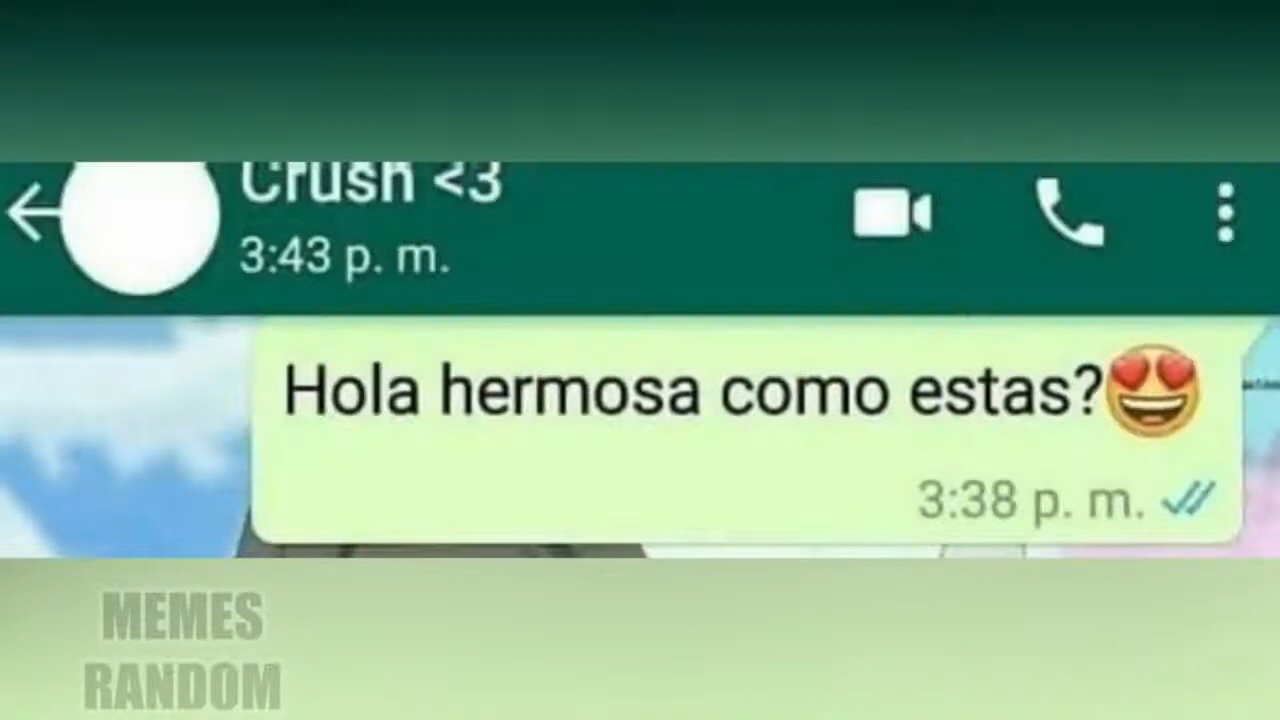 Crush <3
3:43 p. m.
Hola hermosa como estas?😍
3:38 p. m.
MEMES
RANDOM